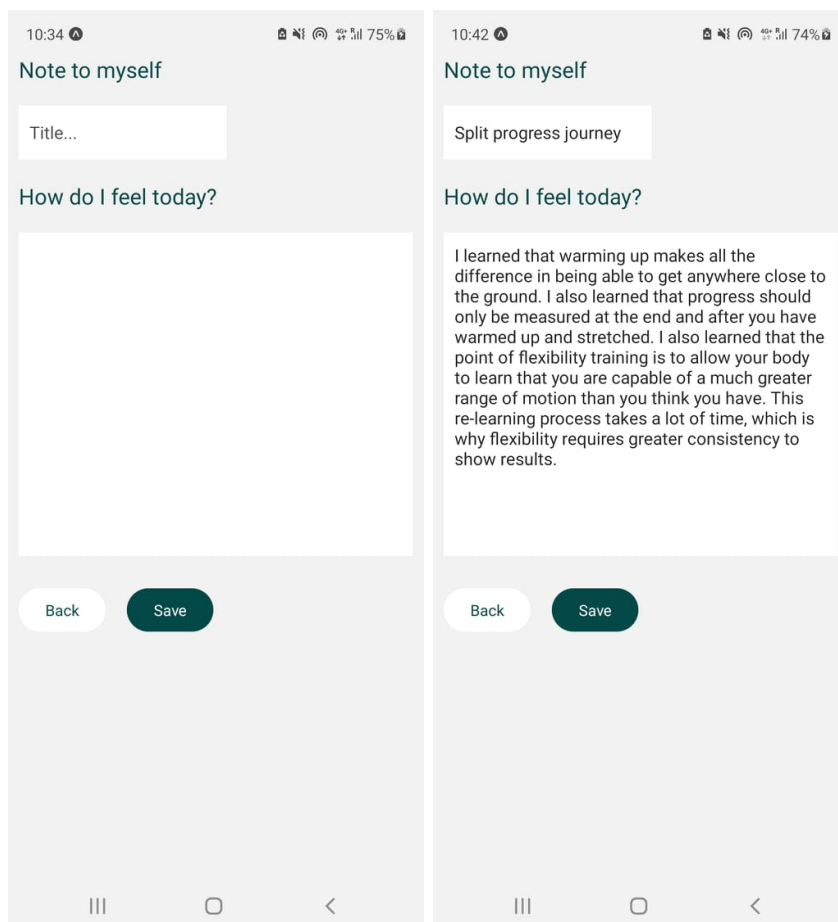 10:34
75%
Note to myself
Title...
How do I feel today?
Back
Save
10:42
74%
Note to myself
Split progress journey
How do I feel today?
I learned that warming up makes all the
difference in being able to get anywhere close to
the ground. I also learned that progress should
only be measured at the end and after you have
warmed up and stretched. I also learned that the
point of flexibility training is to allow your body
to learn that you are capable of a much greater
range of motion than you think you have. This
re-learning process takes a lot of time, which is
why flexibility requires greater consistency to
show results.
Back
Save